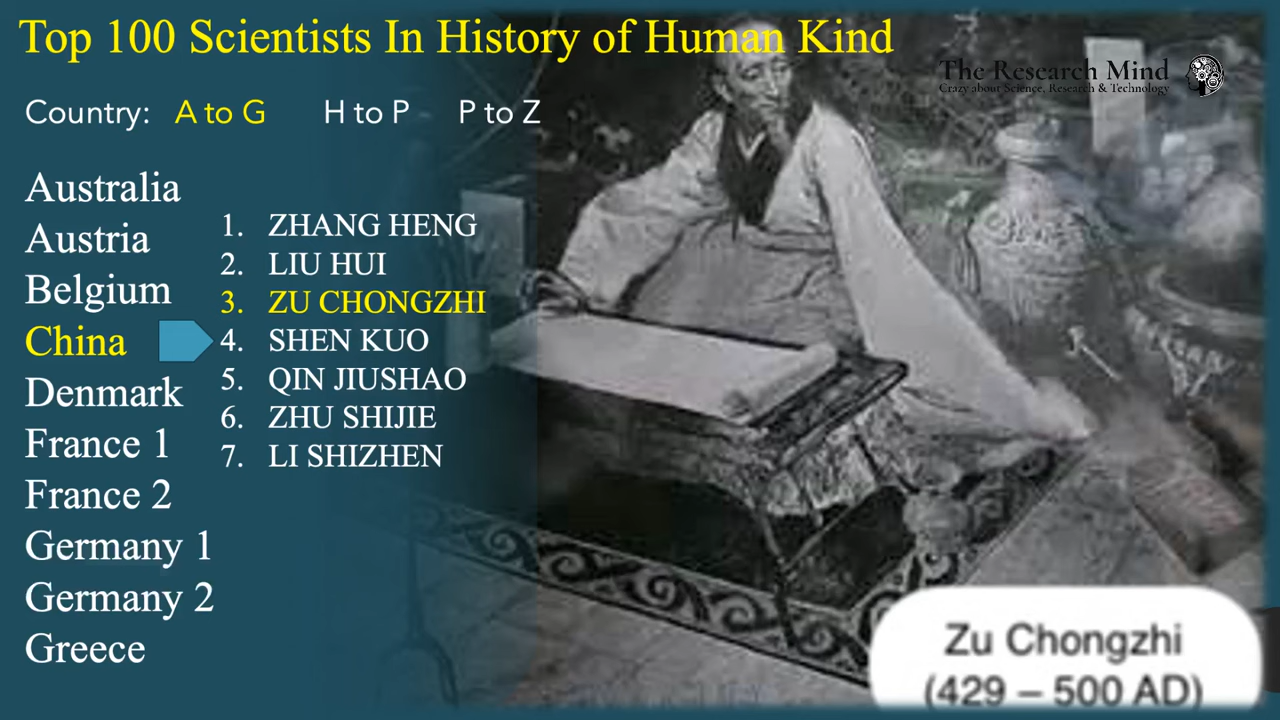 Top 100 Scientists In History of Human Kind
The Research Mind
Crazy about Science, Research & Technology
Country: A to G H to P P to Z
Australia
Austria
Belgium
China
Denmark
France 1
France 2
Germany 1
Germany 2
Greece
1. ZHANG HENG
2. LIU HUI
3. ZU CHONGZHI
4. SHEN KUO
5. QIN JIUSHAO
6. ZHU SHIJIE
7. LI SHIZHEN
Zu Chongzhi
(429 – 500 AD)